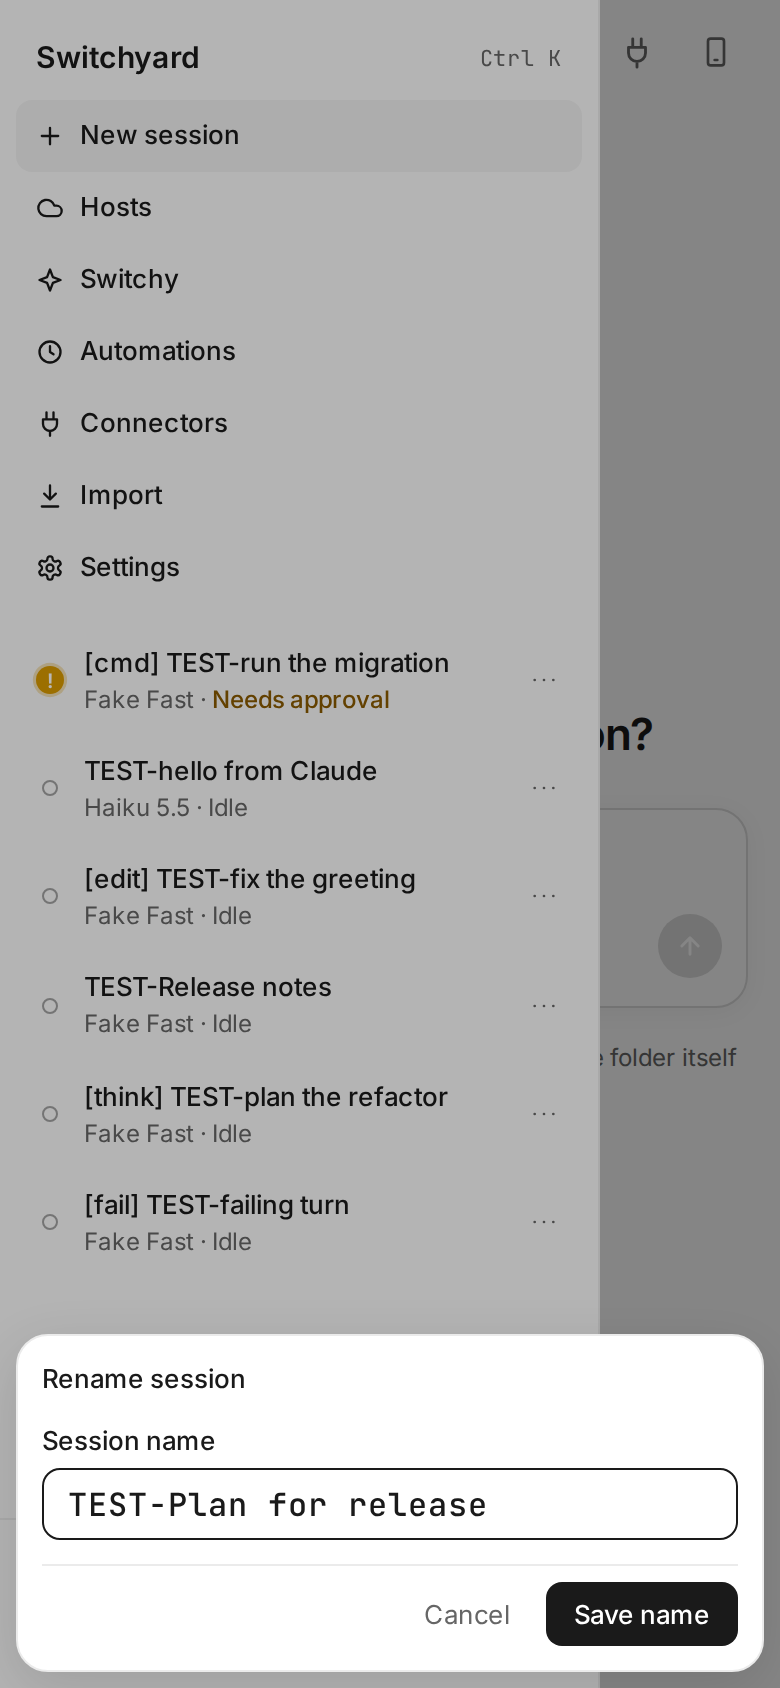 Switchyard
Ctrl K
New session
Hosts
Switchy
Automations
Connectors
Import
Settings
[cmd] TEST-run the migration
Fake Fast · Needs approval
on?
TEST-hello from Claude
Haiku 5.5 · Idle
[edit] TEST-fix the greeting
Fake Fast · Idle
TEST-Release notes
Fake Fast · Idle
folder itself
[think] TEST-plan the refactor
Fake Fast · Idle
[fail] TEST-failing turn
Fake Fast · Idle
Rename session
Session name
TEST-Plan for release
Cancel
Save name